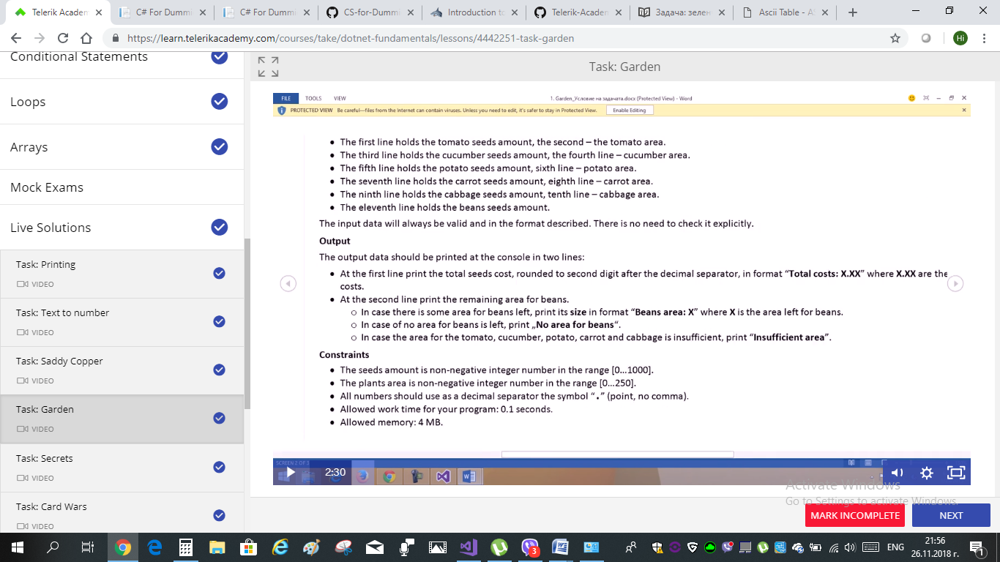 Telerik Academ
C# For Dummi
C# For Dummi
CS-for-Dummi
Introduction to
Telerik-Academ
Задача: зелен
Ascii Table - AS
https://learn.telerikacademy.com/courses/take/dotnet-fundamentals/lessons/4442251-task-garden
Hi
Conditional Statements
Loops
Arrays
Mock Exams
Live Solutions
Task: Printing
VIDEO
Task: Text to number
VIDEO
Task: Saddy Copper
VIDEO
Task: Garden
VIDEO
Task: Secrets
VIDEO
Task: Card Wars
VIDEO
Task: Garden
FILE TOOLS VIEW 1. Garden_Условие на задачата.docx (Protected View) - Word
PROTECTED VIEW Be careful—files from the Internet can contain viruses. Unless you need to edit, it's safer to stay in Protected View. Enable Editing
• The first line holds the tomato seeds amount, the second – the tomato area.
• The third line holds the cucumber seeds amount, the fourth line – cucumber area.
• The fifth line holds the potato seeds amount, sixth line – potato area.
• The seventh line holds the carrot seeds amount, eighth line – carrot area.
• The ninth line holds the cabbage seeds amount, tenth line – cabbage area.
• The eleventh line holds the beans seeds amount.
The input data will always be valid and in the format described. There is no need to check it explicitly.
Output
The output data should be printed at the console in two lines:
• At the first line print the total seeds cost, rounded to second digit after the decimal separator, in format “Total costs: X.XX” where X.XX are the
costs.
• At the second line print the remaining area for beans.
o In case there is some area for beans left, print its size in format “Beans area: X” where X is the area left for beans.
o In case of no area for beans is left, print „No area for beans“.
o In case the area for the tomato, cucumber, potato, carrot and cabbage is insufficient, print “Insufficient area”.
Constraints
• The seeds amount is non-negative integer number in the range [0…1000].
• The plants area is non-negative integer number in the range [0…250].
• All numbers should use as a decimal separator the symbol “.” (point, no comma).
• Allowed work time for your program: 0.1 seconds.
• Allowed memory: 4 MB.
SCREEN 2 OF 3
2:30
Activate Windows
Go to Settings to activate Windows.
MARK INCOMPLETE
NEXT
3
ENG
21:56
26.11.2018 г.
1